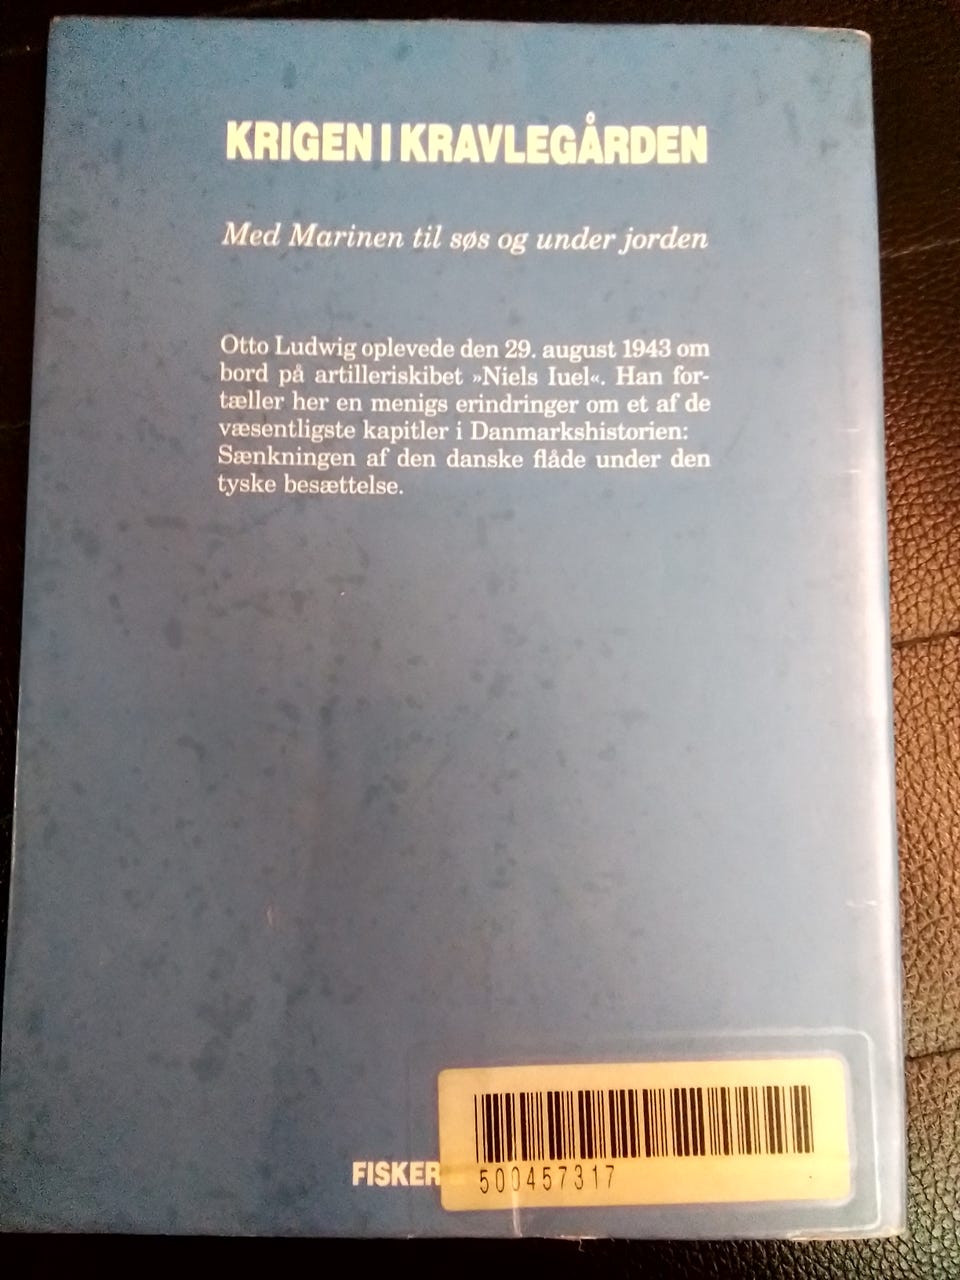 KRIGEN I KRAVLEGÅRDEN
Med Marinen til søs og under jorden
Otto Ludwig oplevede den 29. august 1943 om
bord på artilleriskibet »Niels Iuel«. Han for-
tæller her en menigs erindringer om et af de
væsentligste kapitler i Danmarkshistorien:
Sænkningen af den danske flåde under den
tyske besættelse.
FISKER
500457317